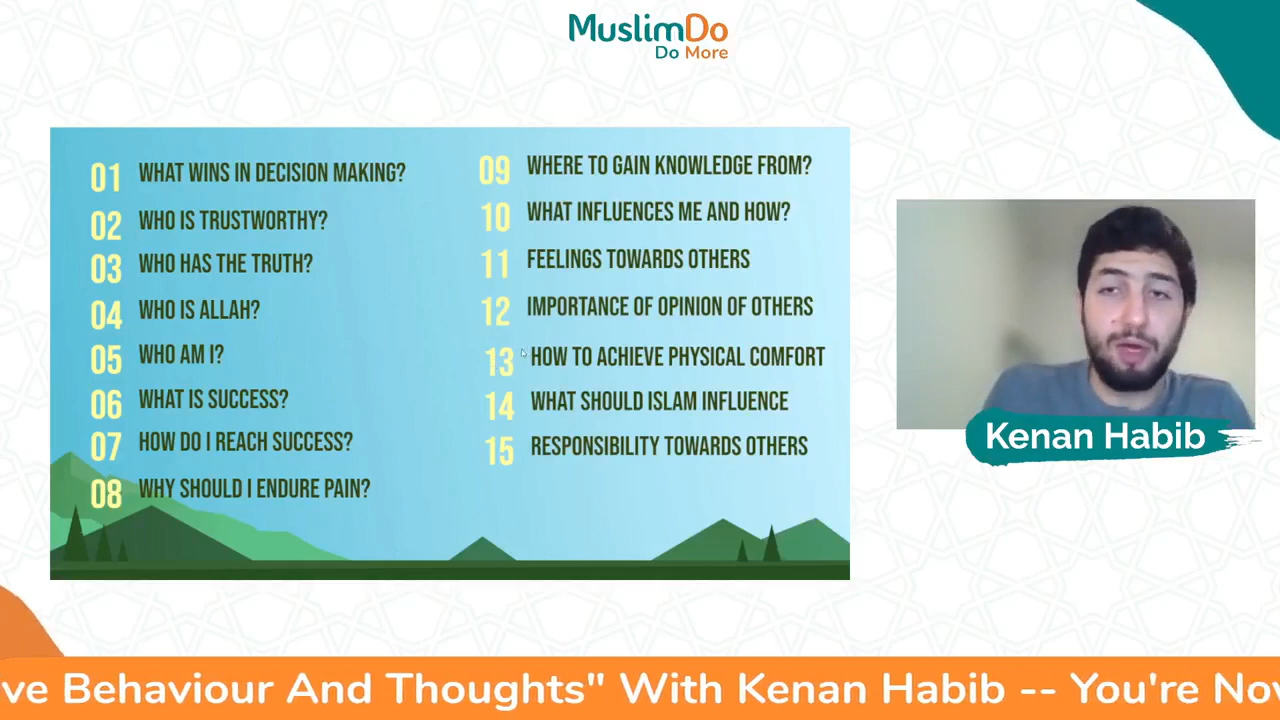 MuslimDo
Do More
01 WHAT WINS IN DECISION MAKING?
02 WHO IS TRUSTWORTHY?
03 WHO HAS THE TRUTH?
04 WHO IS ALLAH?
05 WHO AM I?
06 WHAT IS SUCCESS?
07 HOW DO I REACH SUCCESS?
08 WHY SHOULD I ENDURE PAIN?
09 WHERE TO GAIN KNOWLEDGE FROM?
10 WHAT INFLUENCES ME AND HOW?
11 FEELINGS TOWARDS OTHERS
12 IMPORTANCE OF OPINION OF OTHERS
13 HOW TO ACHIEVE PHYSICAL COMFORT
14 WHAT SHOULD ISLAM INFLUENCE
15 RESPONSIBILITY TOWARDS OTHERS
Kenan Habib
ve Behaviour And Thoughts" With Kenan Habib -- You're Nov